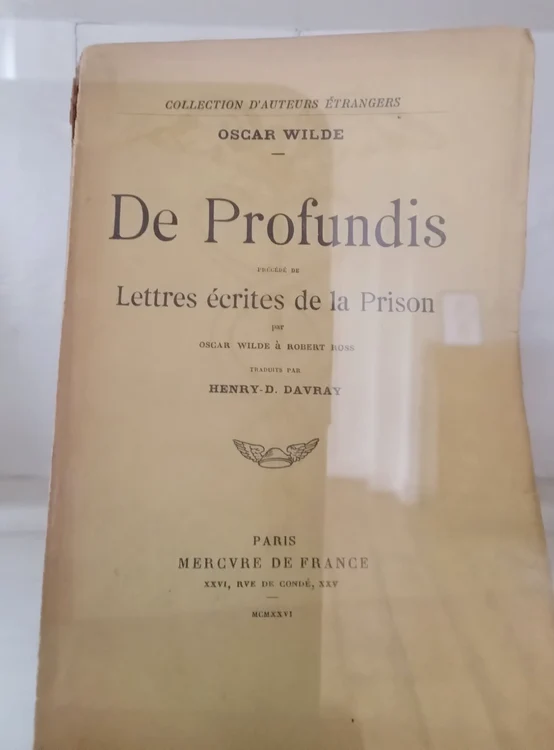 COLLECTION D'AUTEURS ÉTRANGERS
OSCAR WILDE
De Profundis
PRÉCÉDÉ DE
Lettres écrites de la Prison
par
OSCAR WILDE à ROBERT ROSS
TRADUITS PAR
HENRY-D. DAVRAY
PARIS
MERCVRE DE FRANCE
XXVI, RVE DE CONDÉ, XXV
MCMXXVI